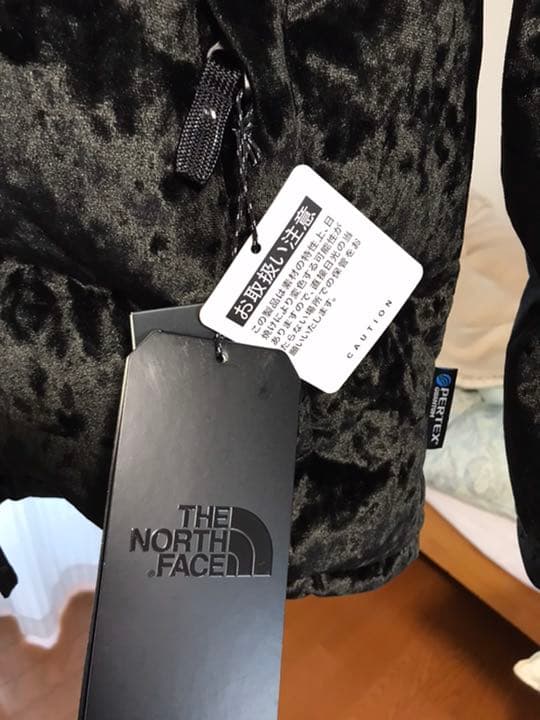 お取扱い注意
この製品は素材の特性上、日
焼けにより変色する可能性が
ありますので、直接日光の当
たらない場所での保管をお
願いいたします。
CAUTION
PERTEX
QUANTUM
THE
NORTH
FACE